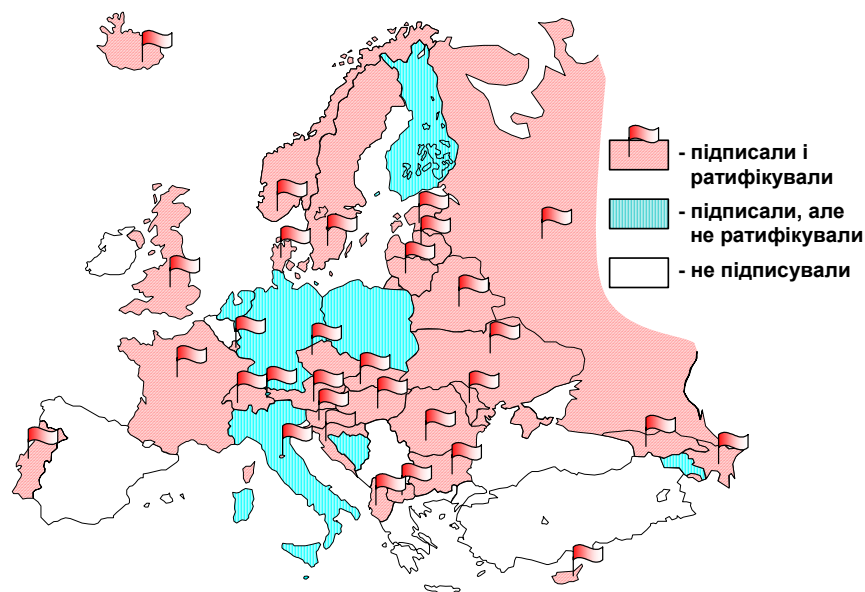 - підписали і
ратифікували
- підписали, але
не ратифікували
- не підписували